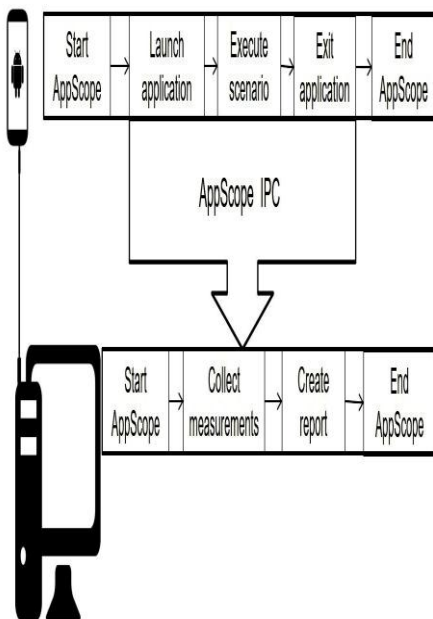 Start
AppScope
Launch
application
Execute
scenario
Exit
application
End
AppScope
AppScope IPC
Start
AppScope
Collect
measurements
Create
report
End
AppScope